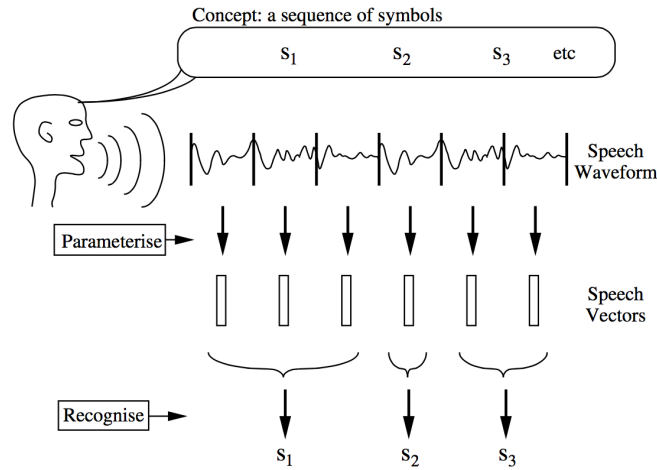 Concept: a sequence of symbols
s1 s2 s3 etc
Speech
Waveform
Parameterise
Speech
Vectors
Recognise
s1 s2 s3